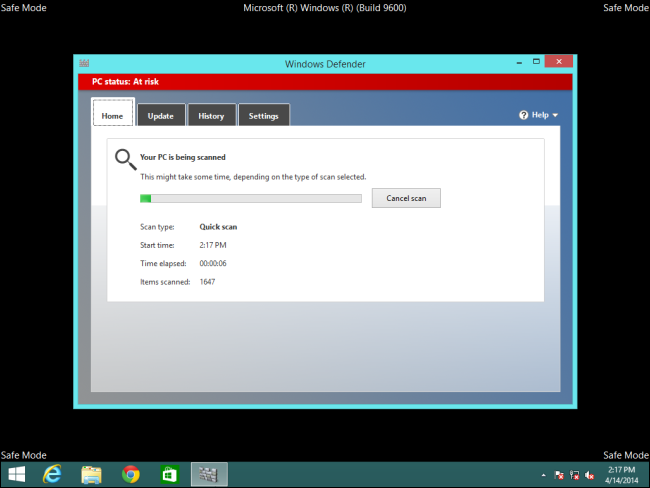 Safe Mode Microsoft (R) Windows (R) (Build 9600) Safe Mode
Windows Defender
PC status: At risk
Home Update History Settings Help
Your PC is being scanned
This might take some time, depending on the type of scan selected.
Cancel scan
Scan type: Quick scan
Start time: 2:17 PM
Time elapsed: 00:00:06
Items scanned: 1647
Safe Mode Safe Mode
2:17 PM
4/14/2014